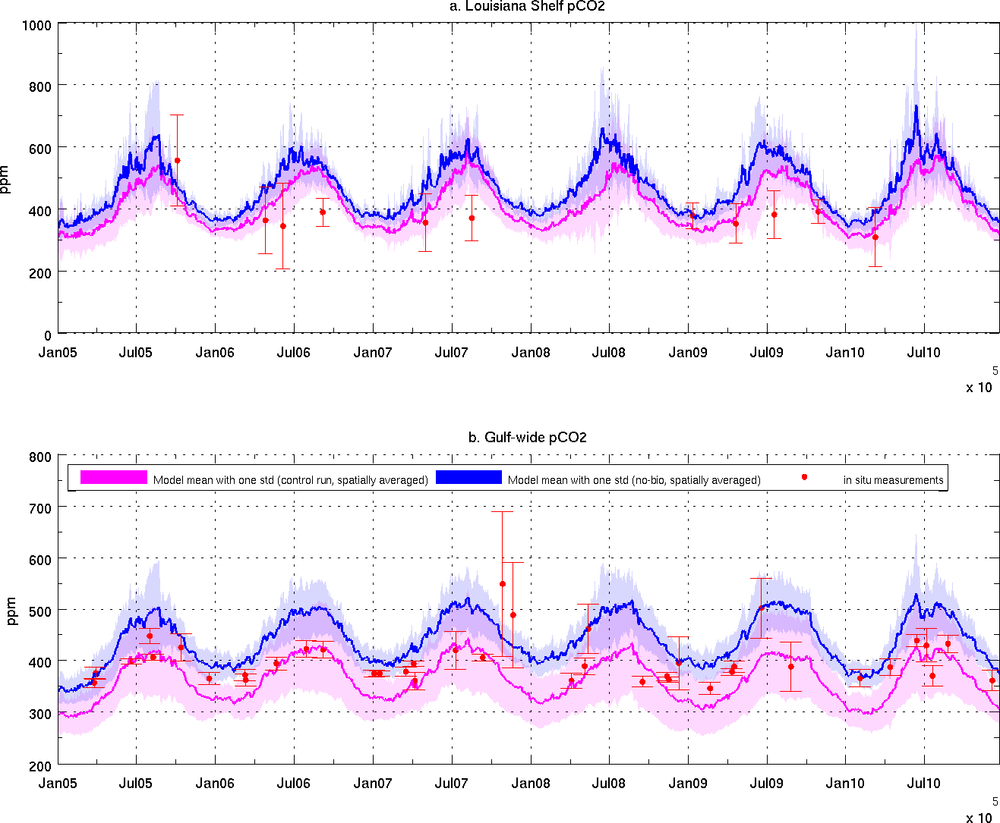 a. Louisiana Shelf pCO2
1000
800
600
400
200
0
ppm
Jan05 Jul05 Jan06 Jul06 Jan07 Jul07 Jan08 Jul08 Jan09 Jul09 Jan10 Jul10
5
x 10
b. Gulf-wide pCO2
800
Model mean with one std (control run, spatially averaged) Model mean with one std (no-bio, spatially averaged) in situ measurements
700
600
500
400
300
200
ppm
Jan05 Jul05 Jan06 Jul06 Jan07 Jul07 Jan08 Jul08 Jan09 Jul09 Jan10 Jul10
5
x 10